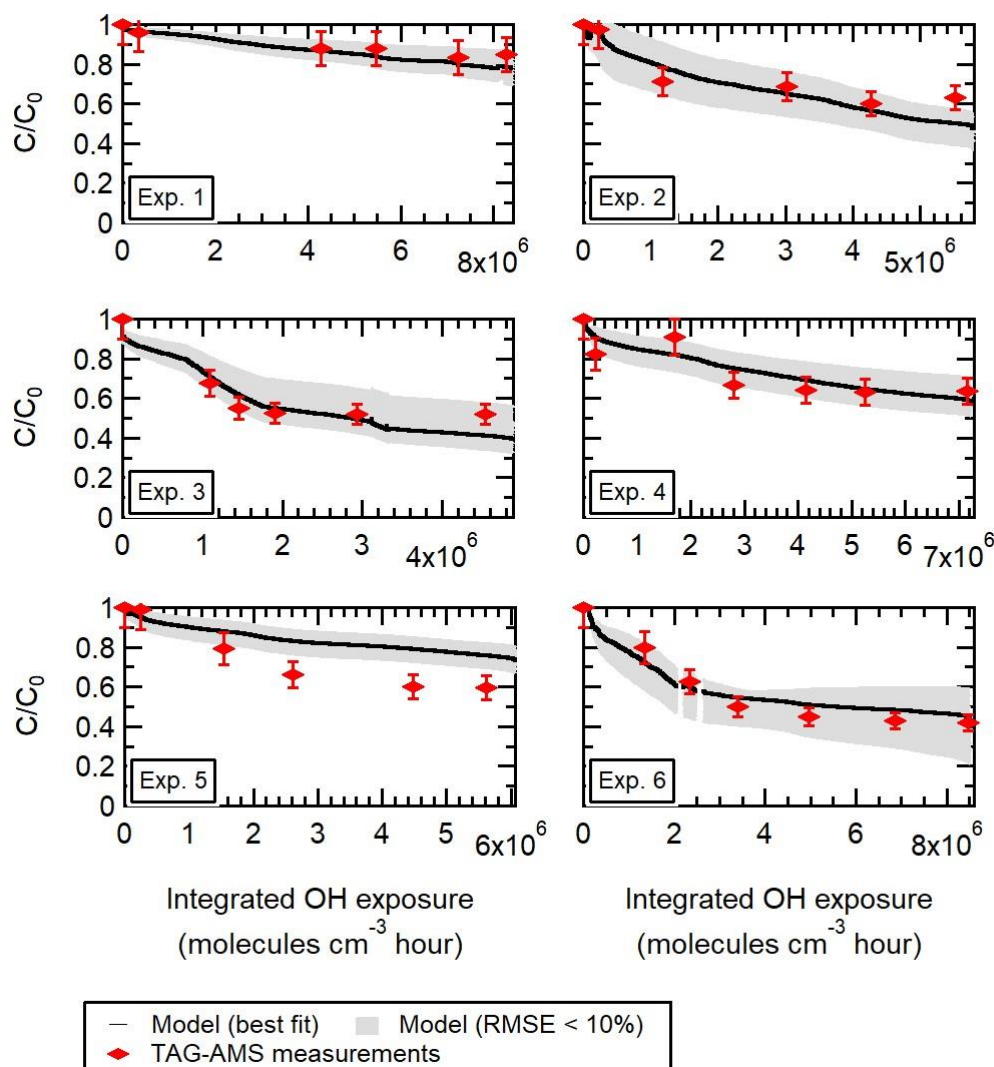 C/C0
1
0.8
0.6
0.4
0.2
0
Exp. 1
0 2 4 6 8x10^6
1
0.8
0.6
0.4
0.2
0
Exp. 2
0 1 2 3 4 5x10^6
C/C0
1
0.8
0.6
0.4
0.2
0
Exp. 3
0 1 2 3 4x10^6
1
0.8
0.6
0.4
0.2
0
Exp. 4
0 1 2 3 4 5 6 7x10^6
C/C0
1
0.8
0.6
0.4
0.2
0
Exp. 5
0 1 2 3 4 5 6x10^6
1
0.8
0.6
0.4
0.2
0
Exp. 6
0 2 4 6 8x10^6
Integrated OH exposure
(molecules cm^-3 hour)
Integrated OH exposure
(molecules cm^-3 hour)
Model (best fit) Model (RMSE < 10%)
TAG-AMS measurements